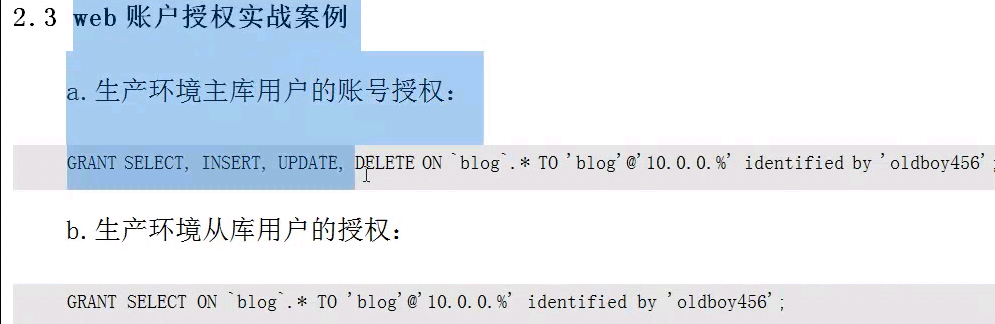 2.3 web 账户授权实战案例
a.生产环境主库用户的账号授权：
GRANT SELECT, INSERT, UPDATE, DELETE ON `blog`.* TO 'blog'@'10.0.0.%' identified by 'oldboy456';
b.生产环境从库用户的授权：
GRANT SELECT ON `blog`.* TO 'blog'@'10.0.0.%' identified by 'oldboy456';